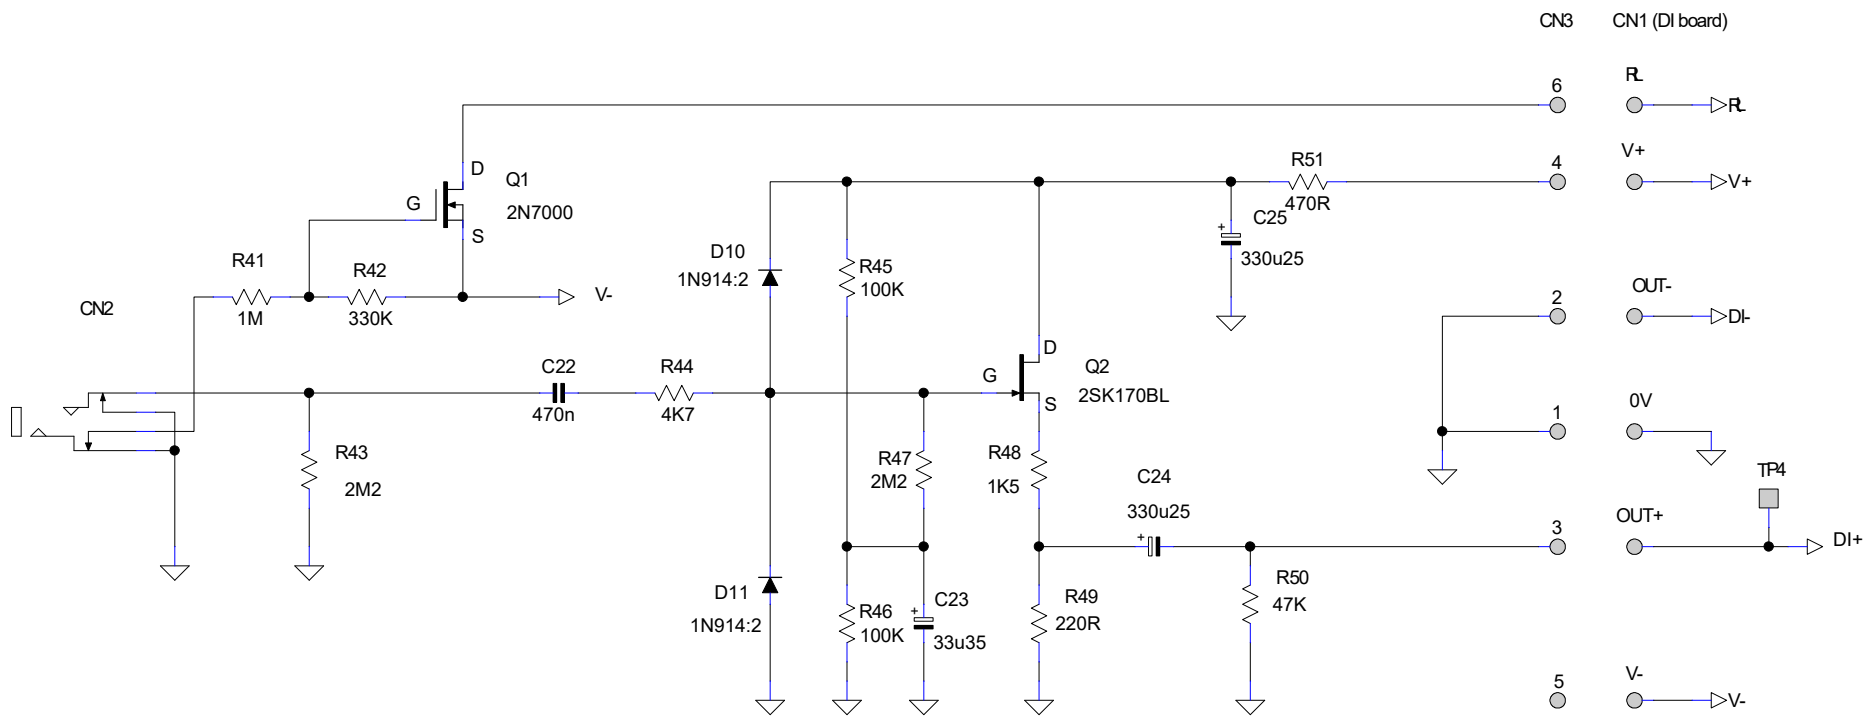 CN3 CN1 (DI board)
6 RL RL
D Q1 2N7000
G
S
4 V+ V+
R51
470R
C25
+
330u25
D10
1N914:2
R45
100K
R41
1M
R42
330K
V-
CN2
2 OUT- DI-
C22
470n
R44
4K7
G D Q2
S 2SK170BL
1 0V
R43
2M2
R47
2M2
R48
1K5
C24
330u25
+
TP4
3 OUT+ DI+
D11
1N914:2
R46
100K
C23
+
33u35
R49
220R
R50
47K
5 V- V-